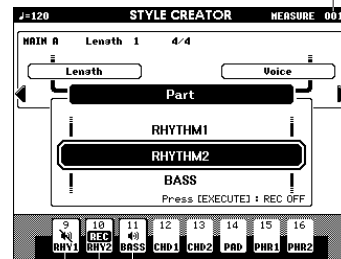 ♩=120 STYLE CREATOR MEASURE 001
MAIN A Length 1 4/4
Length Voice
Part
RHYTHM1
RHYTHM2
BASS
Press [EXECUTE] : REC OFF
9 10 11 12 13 14 15 16
REC
RHY1 RHY2 BASS CHD1 CHD2 PAD PHR1 PHR2